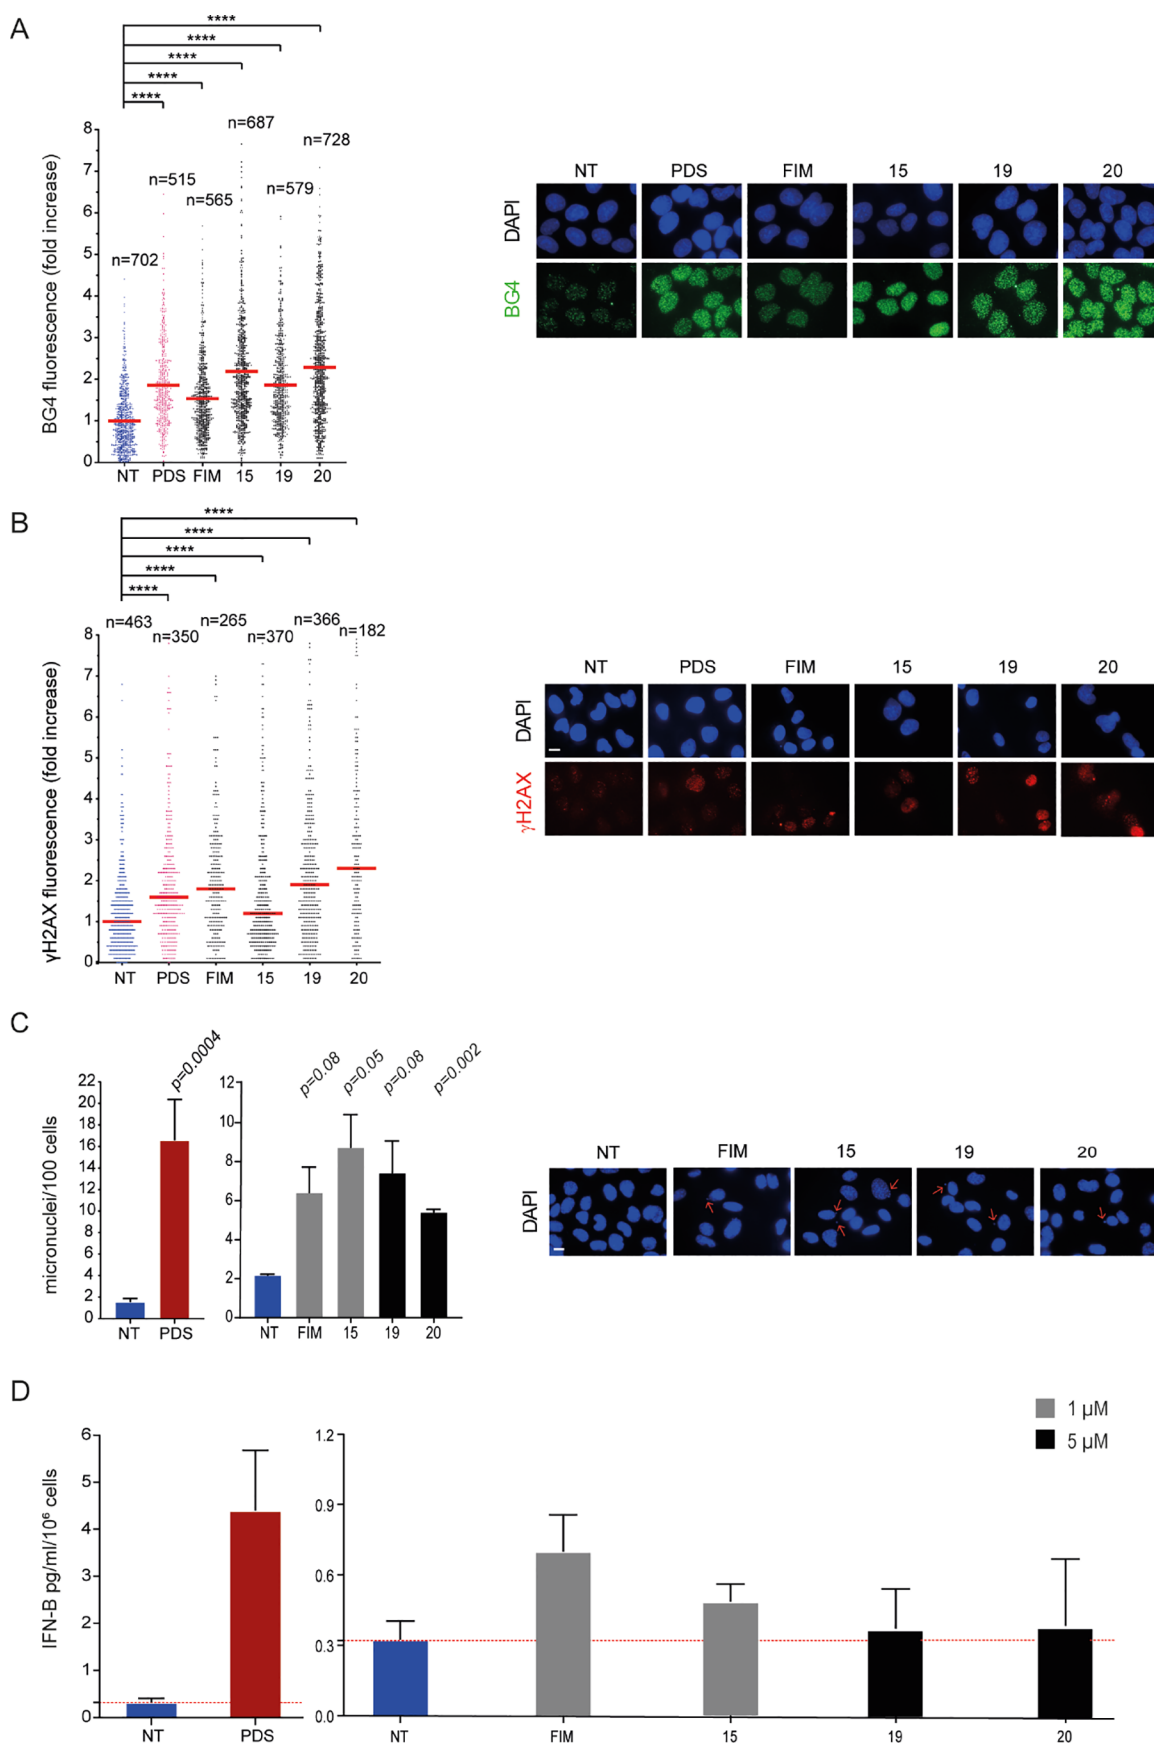 A
****
****
****
****
****
n=687
n=728
n=515
n=579
n=565
n=702
BG4 fluorescence (fold increase)
8
7
6
5
4
3
2
1
0
NT PDS FIM 15 19 20
NT PDS FIM 15 19 20
DAPI
BG4
B
****
****
****
****
****
n=463 n=350 n=265 n=370 n=366 n=182
γH2AX fluorescence (fold increase)
8
7
6
5
4
3
2
1
0
NT PDS FIM 15 19 20
NT PDS FIM 15 19 20
DAPI
γH2AX
C
p=0.0004
micronuclei/100 cells
22
20
18
16
14
12
10
8
6
4
2
0
NT PDS
p=0.08 p=0.05 p=0.08 p=0.002
12
10
8
6
4
2
0
NT FIM 15 19 20
NT FIM 15 19 20
DAPI
D
1 µM
5 µM
IFN-B pg/ml/10⁶ cells
6
5
4
3
2
1
0
NT PDS
1.2
0.9
0.6
0.3
0.0
NT FIM 15 19 20